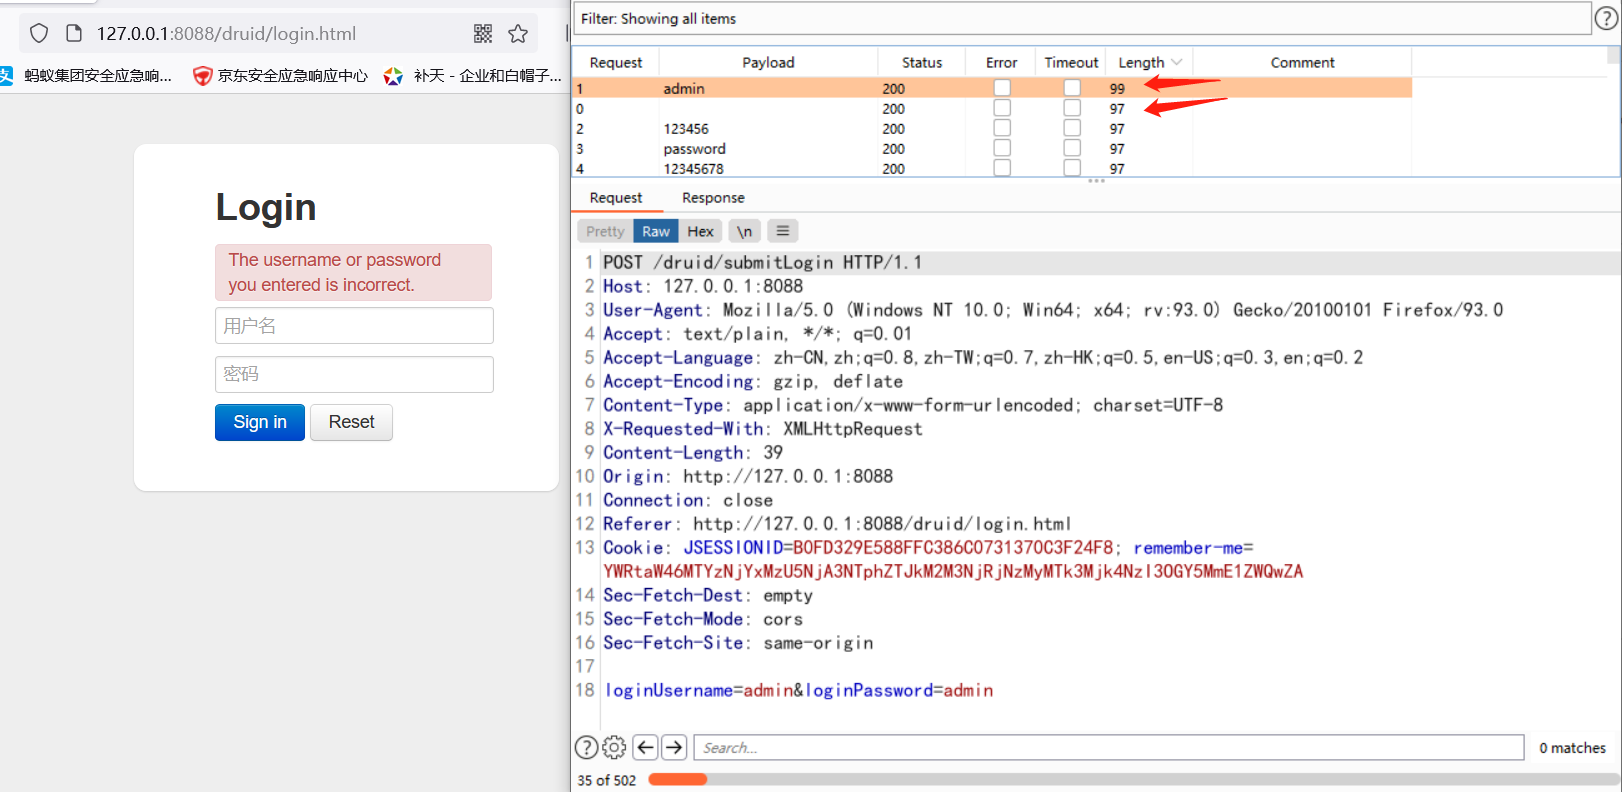 127.0.0.1:8088/druid/login.html
蚂蚁集团安全应急响...
京东安全应急响应中心
补天 - 企业和白帽子...
Login
The username or password
you entered is incorrect.
用户名
密码
Sign in Reset
Filter: Showing all items
Request Payload Status Error Timeout Length Comment
1 admin 200 99
0 200 97
2 123456 200 97
3 password 200 97
4 12345678 200 97
Request Response
Pretty Raw Hex \n
1 POST /druid/submitLogin HTTP/1.1
2 Host: 127.0.0.1:8088
3 User-Agent: Mozilla/5.0 (Windows NT 10.0; Win64; x64; rv:93.0) Gecko/20100101 Firefox/93.0
4 Accept: text/plain, */*; q=0.01
5 Accept-Language: zh-CN,zh;q=0.8,zh-TW;q=0.7,zh-HK;q=0.5,en-US;q=0.3,en;q=0.2
6 Accept-Encoding: gzip, deflate
7 Content-Type: application/x-www-form-urlencoded; charset=UTF-8
8 X-Requested-With: XMLHttpRequest
9 Content-Length: 39
10 Origin: http://127.0.0.1:8088
11 Connection: close
12 Referer: http://127.0.0.1:8088/druid/login.html
13 Cookie: JSESSIONID=B0FD329E588FFC386C0731370C3F24F8; remember-me=
YWRtaW46MTYzNjYxMzU5NjA3NTphZTJkM2M3NjRjNzMyMTk3Mjk4NzI3OGY5MmE1ZWQwZA
14 Sec-Fetch-Dest: empty
15 Sec-Fetch-Mode: cors
16 Sec-Fetch-Site: same-origin
17
18 loginUsername=admin&loginPassword=admin
Search...
0 matches
35 of 502